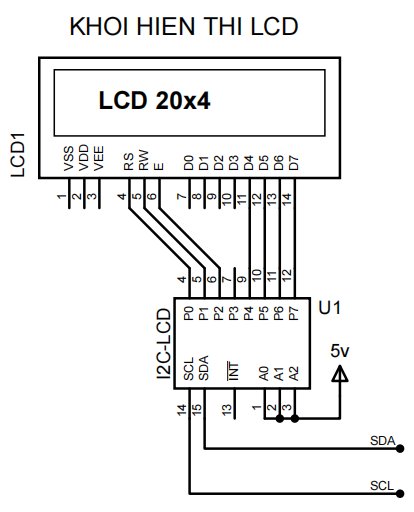 KHOI HIEN THI LCD
LCD 20x4
LCD1
VSS VDD VEE RS RW E D0 D1 D2 D3 D4 D5 D6 D7
1 2 3 4 5 6 7 8 9 10 11 12 13 14
4 5 6 7 9 10 11 12
U1
P0 P1 P2 P3 P4 P5 P6 P7
I2C-LCD
5v
SCL SDA INT A0 A1 A2
14 15 13 1 2 3
SDA
SCL